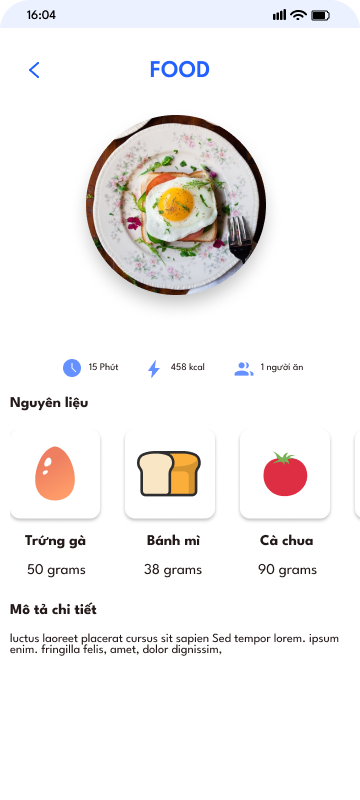 16:04
FOOD
15 Phút 458 kcal 1 người ăn
Nguyên liệu
Trứng gà Bánh mì Cà chua
50 grams 38 grams 90 grams
Mô tả chi tiết
luctus laoreet placerat cursus sit sapien Sed tempor lorem. ipsum
enim. fringilla felis, amet, dolor dignissim,